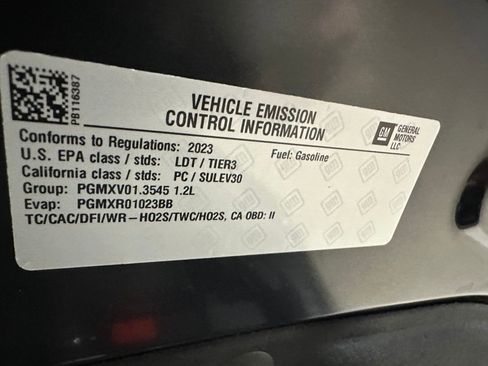 PB116387
VEHICLE EMISSION
CONTROL INFORMATION
GM
GENERAL
MOTORS
LLC
Conforms to Regulations: 2023
U.S. EPA class / stds: LDT / TIER3
Fuel: Gasoline
California class / stds: PC / SULEV30
Group: PGMXV01.3545 1.2L
Evap: PGMXR01023BB
TC/CAC/DFI/WR-HO2S/TWC/HO2S, CA OBD: II